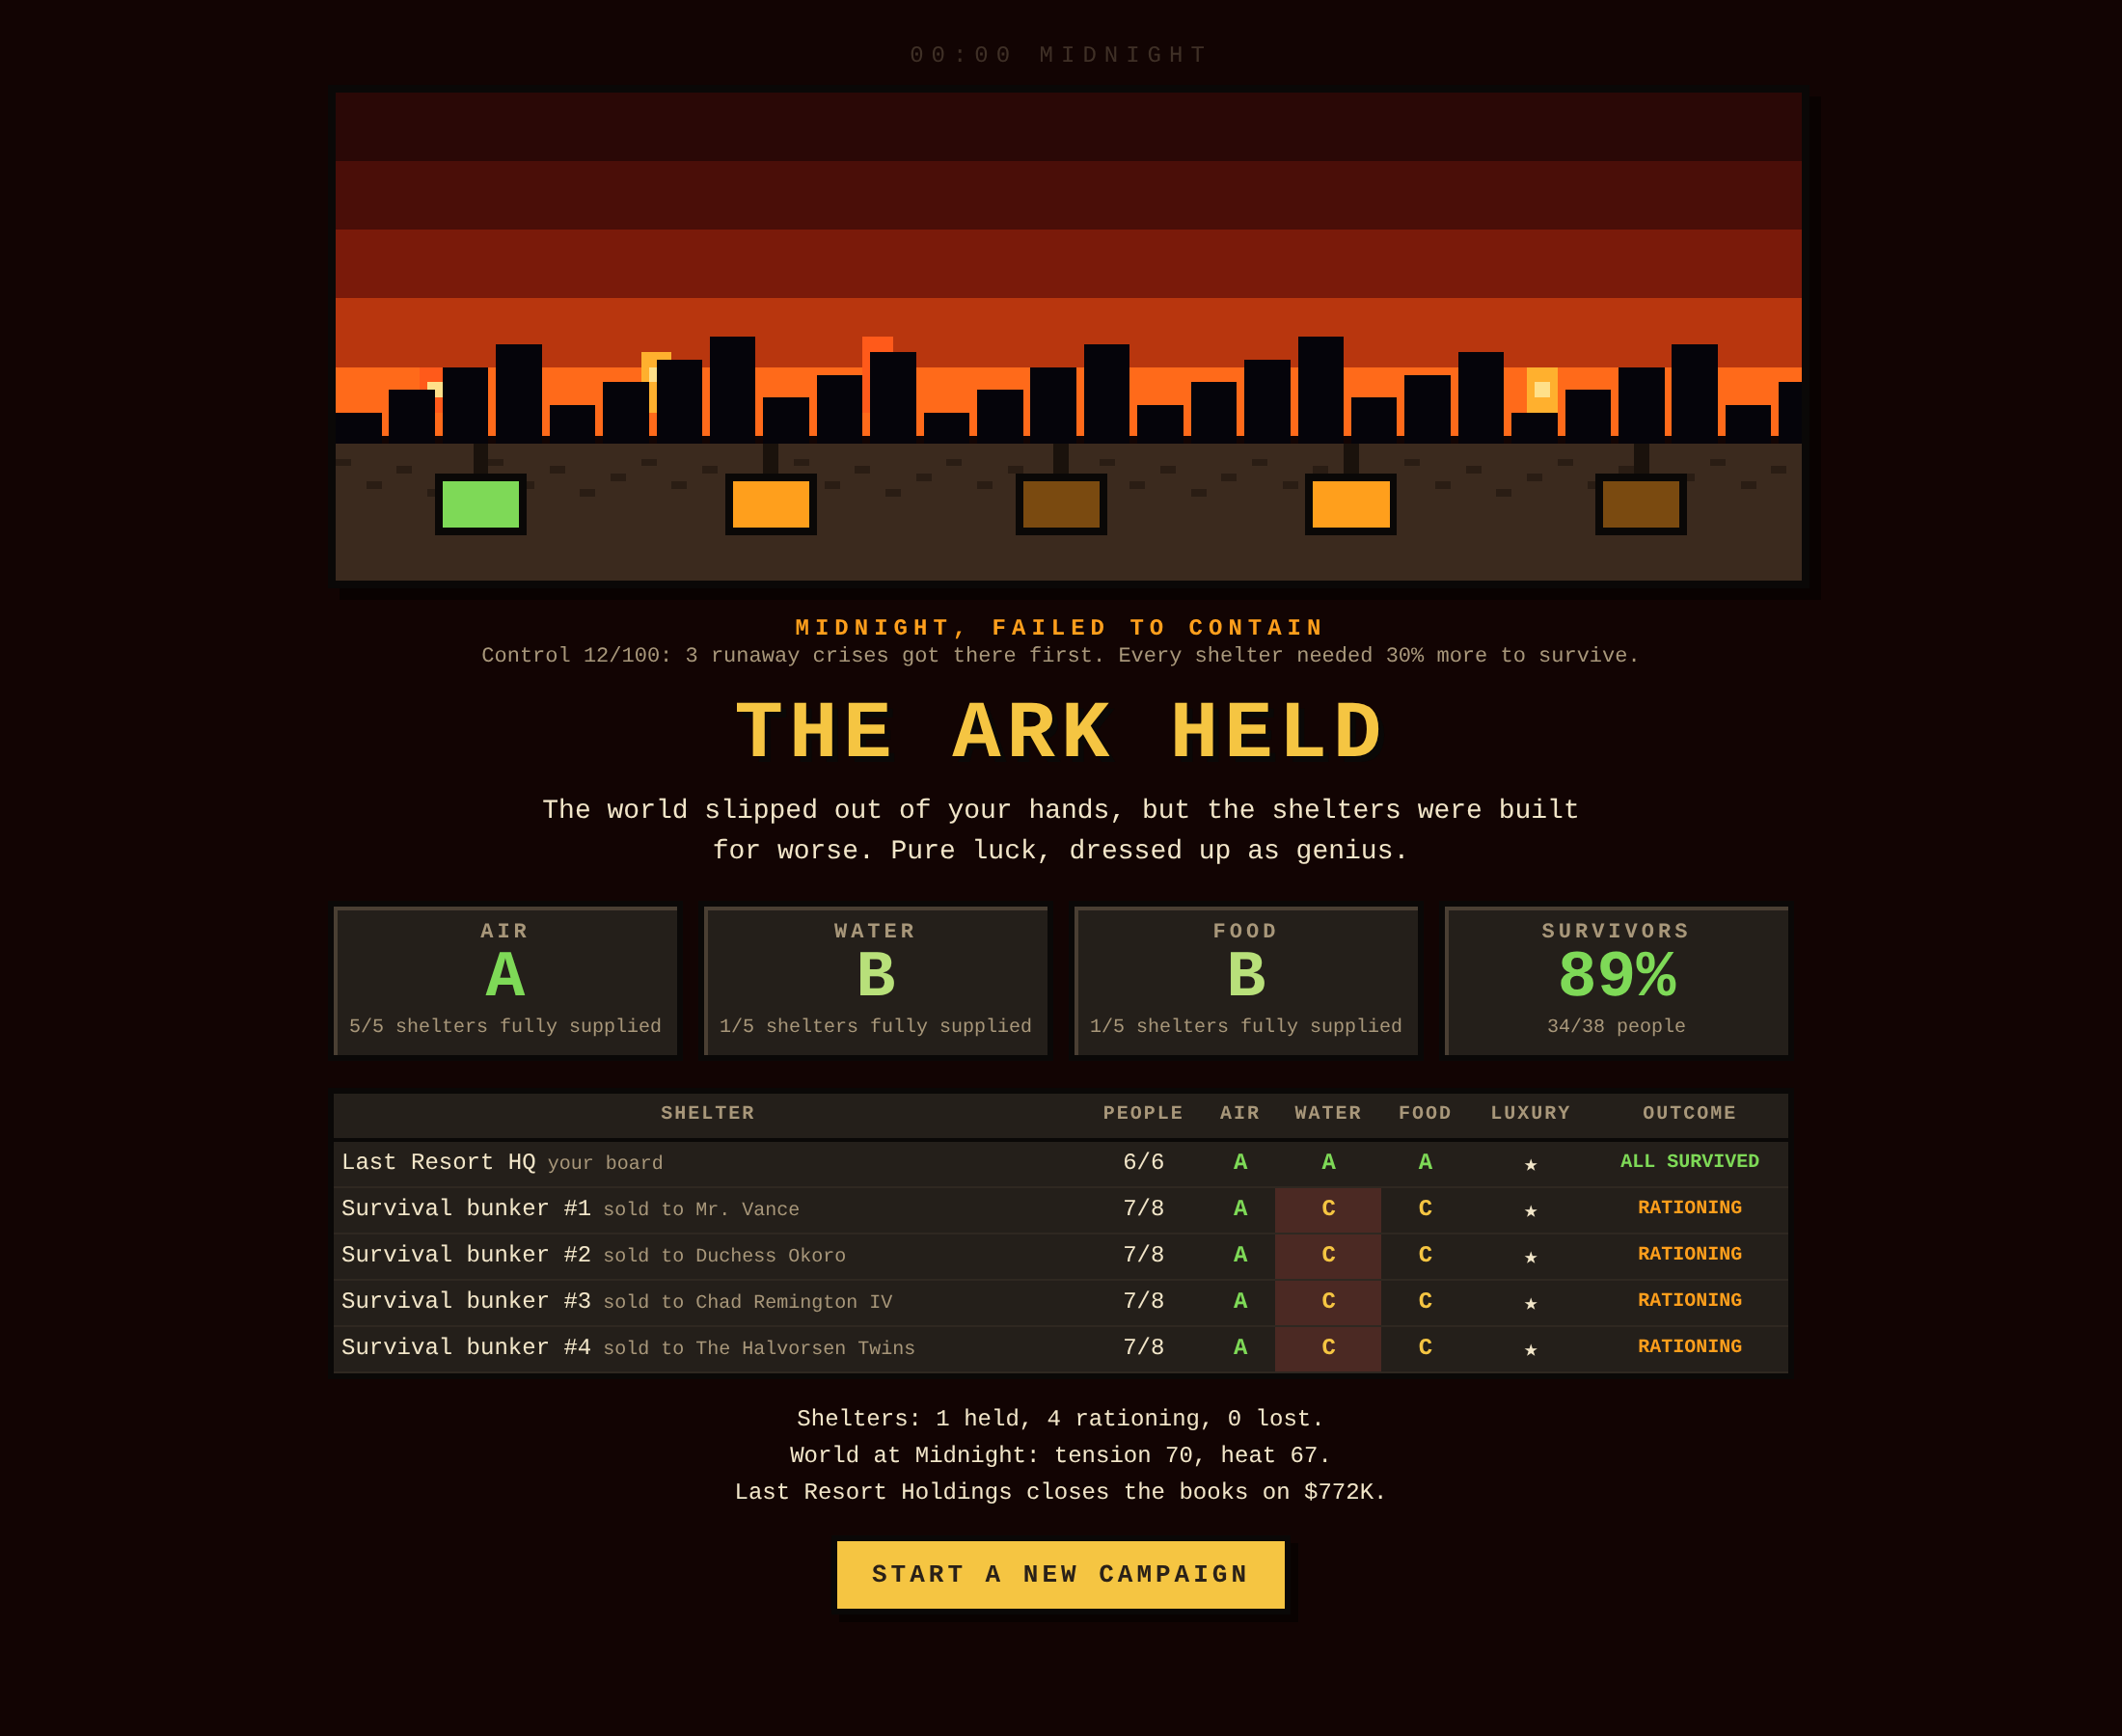 00:00 MIDNIGHT
MIDNIGHT, FAILED TO CONTAIN
Control 12/100: 3 runaway crises got there first. Every shelter needed 30% more to survive.
THE ARK HELD
The world slipped out of your hands, but the shelters were built
for worse. Pure luck, dressed up as genius.
AIR
A
5/5 shelters fully supplied
WATER
B
1/5 shelters fully supplied
FOOD
B
1/5 shelters fully supplied
SURVIVORS
89%
34/38 people
SHELTER PEOPLE AIR WATER FOOD LUXURY OUTCOME
Last Resort HQ your board 6/6 A A A ★ ALL SURVIVED
Survival bunker #1 sold to Mr. Vance 7/8 A C C ★ RATIONING
Survival bunker #2 sold to Duchess Okoro 7/8 A C C ★ RATIONING
Survival bunker #3 sold to Chad Remington IV 7/8 A C C ★ RATIONING
Survival bunker #4 sold to The Halvorsen Twins 7/8 A C C ★ RATIONING
Shelters: 1 held, 4 rationing, 0 lost.
World at Midnight: tension 70, heat 67.
Last Resort Holdings closes the books on $772K.
START A NEW CAMPAIGN